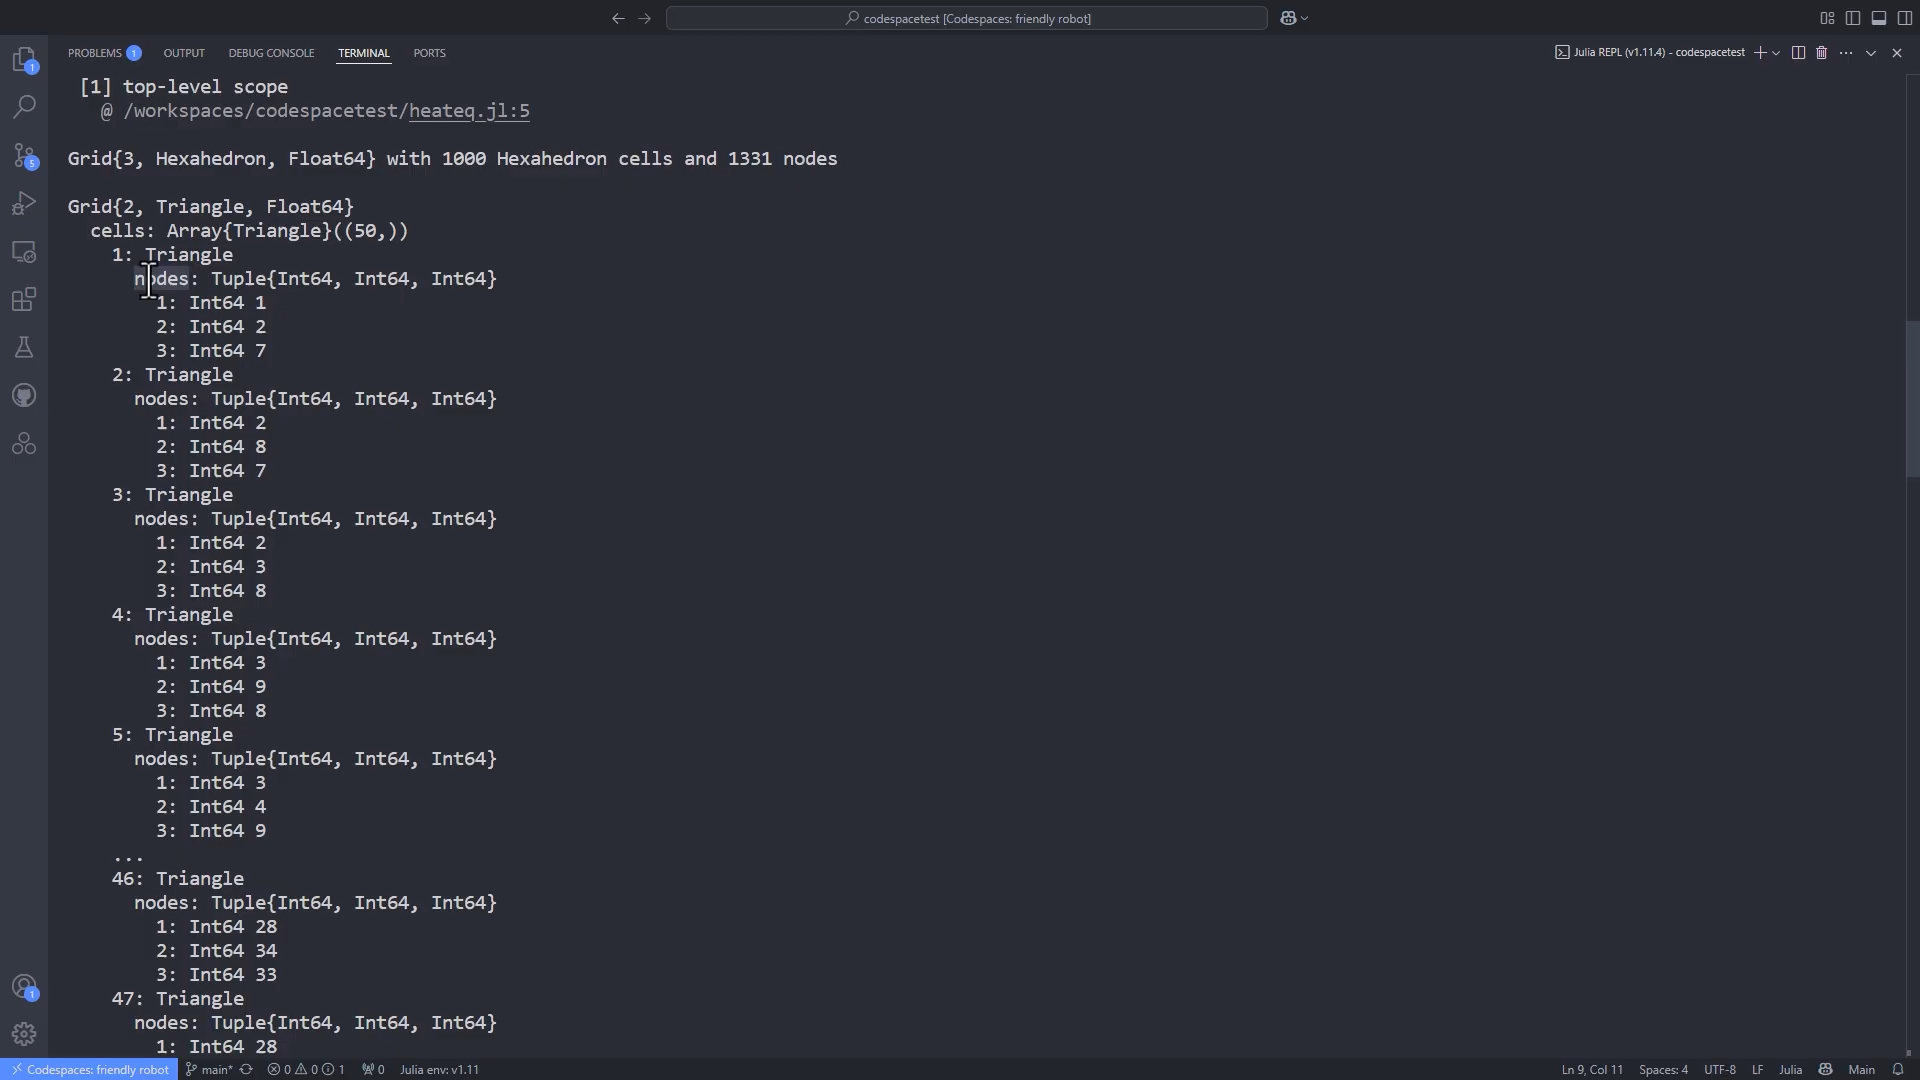 codespacetest [Codespaces: friendly robot]
PROBLEMS 1 OUTPUT DEBUG CONSOLE TERMINAL PORTS
Julia REPL (v1.11.4) - codespacetest
[1] top-level scope
@ /workspaces/codespacetest/heateq.jl:5
Grid{3, Hexahedron, Float64} with 1000 Hexahedron cells and 1331 nodes
Grid{2, Triangle, Float64}
cells: Array{Triangle}((50,))
1: Triangle
nodes: Tuple{Int64, Int64, Int64}
1: Int64 1
2: Int64 2
3: Int64 7
2: Triangle
nodes: Tuple{Int64, Int64, Int64}
1: Int64 2
2: Int64 8
3: Int64 7
3: Triangle
nodes: Tuple{Int64, Int64, Int64}
1: Int64 2
2: Int64 3
3: Int64 8
4: Triangle
nodes: Tuple{Int64, Int64, Int64}
1: Int64 3
2: Int64 9
3: Int64 8
5: Triangle
nodes: Tuple{Int64, Int64, Int64}
1: Int64 3
2: Int64 4
3: Int64 9
...
46: Triangle
nodes: Tuple{Int64, Int64, Int64}
1: Int64 28
2: Int64 34
3: Int64 33
47: Triangle
nodes: Tuple{Int64, Int64, Int64}
1: Int64 28
1
5
1
Codespaces: friendly robot main* 0 0 1 0 Julia env: v1.11 Ln 9, Col 11 Spaces: 4 UTF-8 LF Julia Main